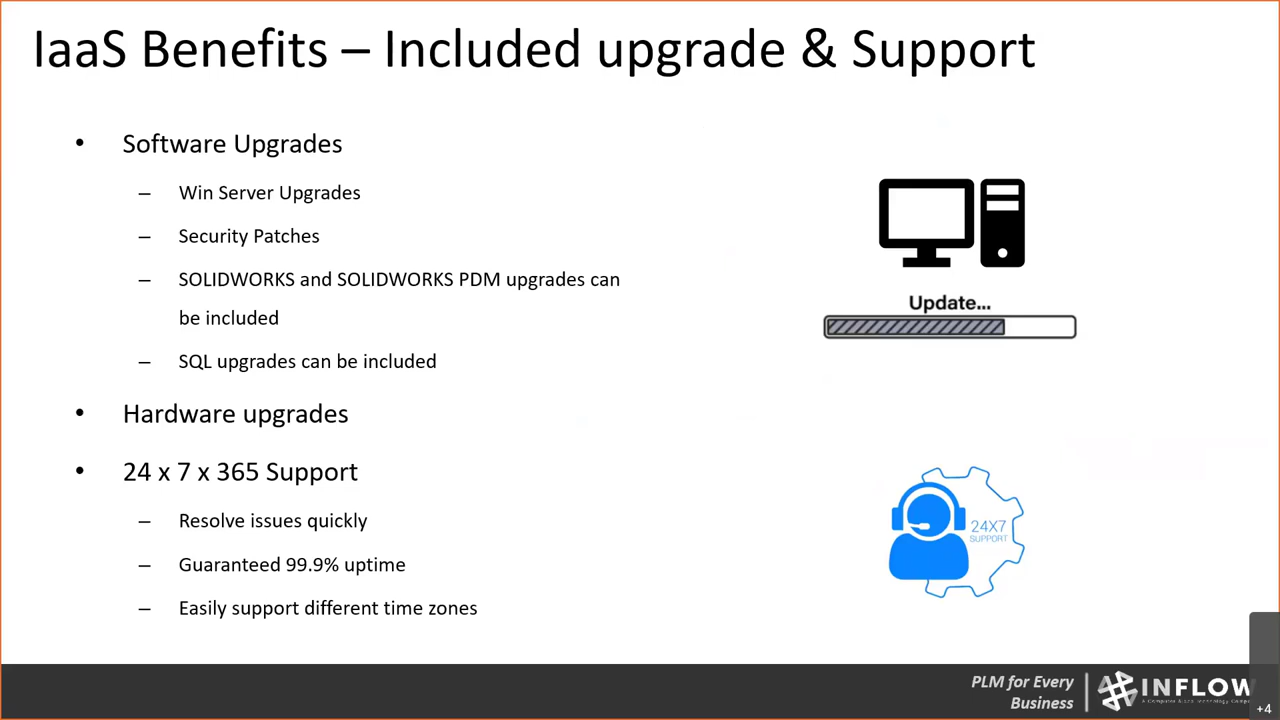 IaaS Benefits – Included upgrade & Support
• Software Upgrades
– Win Server Upgrades
– Security Patches
– SOLIDWORKS and SOLIDWORKS PDM upgrades can
be included
– SQL upgrades can be included
Update...
• Hardware upgrades
• 24 x 7 x 365 Support
– Resolve issues quickly
– Guaranteed 99.9% uptime
– Easily support different time zones
24X7
SUPPORT
PLM for Every
Business
INFLOW
+4